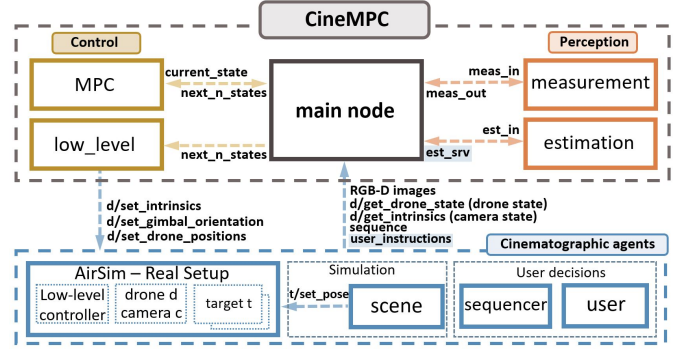 CineMPC
Control
Perception
MPC
current_state
next_n_states
main node
meas_in
meas_out
measurement
low_level
next_n_states
est_in
est_srv
estimation
d/set_intrinsics
d/set_gimbal_orientation
d/set_drone_positions
RGB-D images
d/get_drone_state (drone state)
d/get_intrinsics (camera state)
sequence
user_instructions
Cinematographic agents
AirSim – Real Setup
Low-level
controller
drone d
camera c
target t
t/set_pose
Simulation
scene
User decisions
sequencer
user